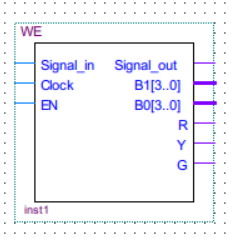 WE
Signal_in Signal_out
Clock B1[3..0]
EN B0[3..0]
R
Y
G
inst1